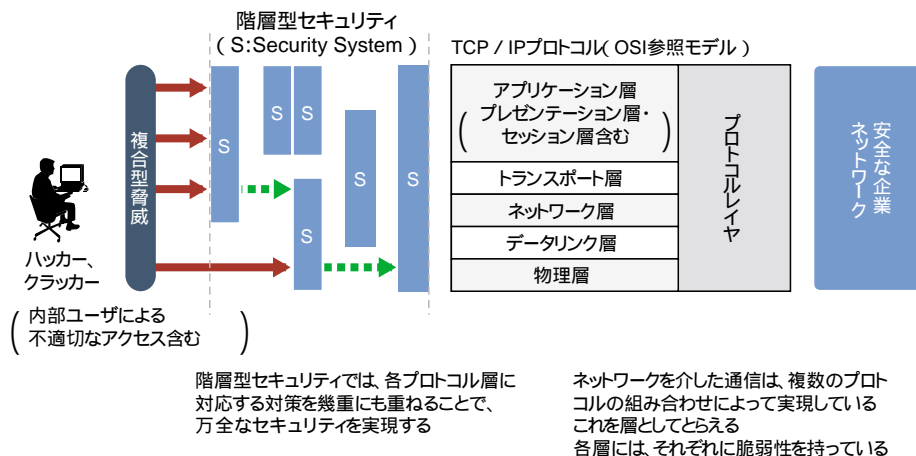 階層型セキュリティ
（S:Security System）
TCP / IPプロトコル（OSI参照モデル）
複合型脅威
S
S
S
S
S
S
アプリケーション層
（プレゼンテーション層・
セッション層含む）
トランスポート層
ネットワーク層
データリンク層
物理層
プロトコルレイヤ
安全な企業
ネットワーク
ハッカー、
クラッカー
（内部ユーザによる
不適切なアクセス含む）
階層型セキュリティでは、各プロトコル層に
対応する対策を幾重にも重ねることで、
万全なセキュリティを実現する
ネットワークを介した通信は、複数のプロト
コルの組み合わせによって実現している
これを層としてとらえる
各層には、それぞれに脆弱性を持っている